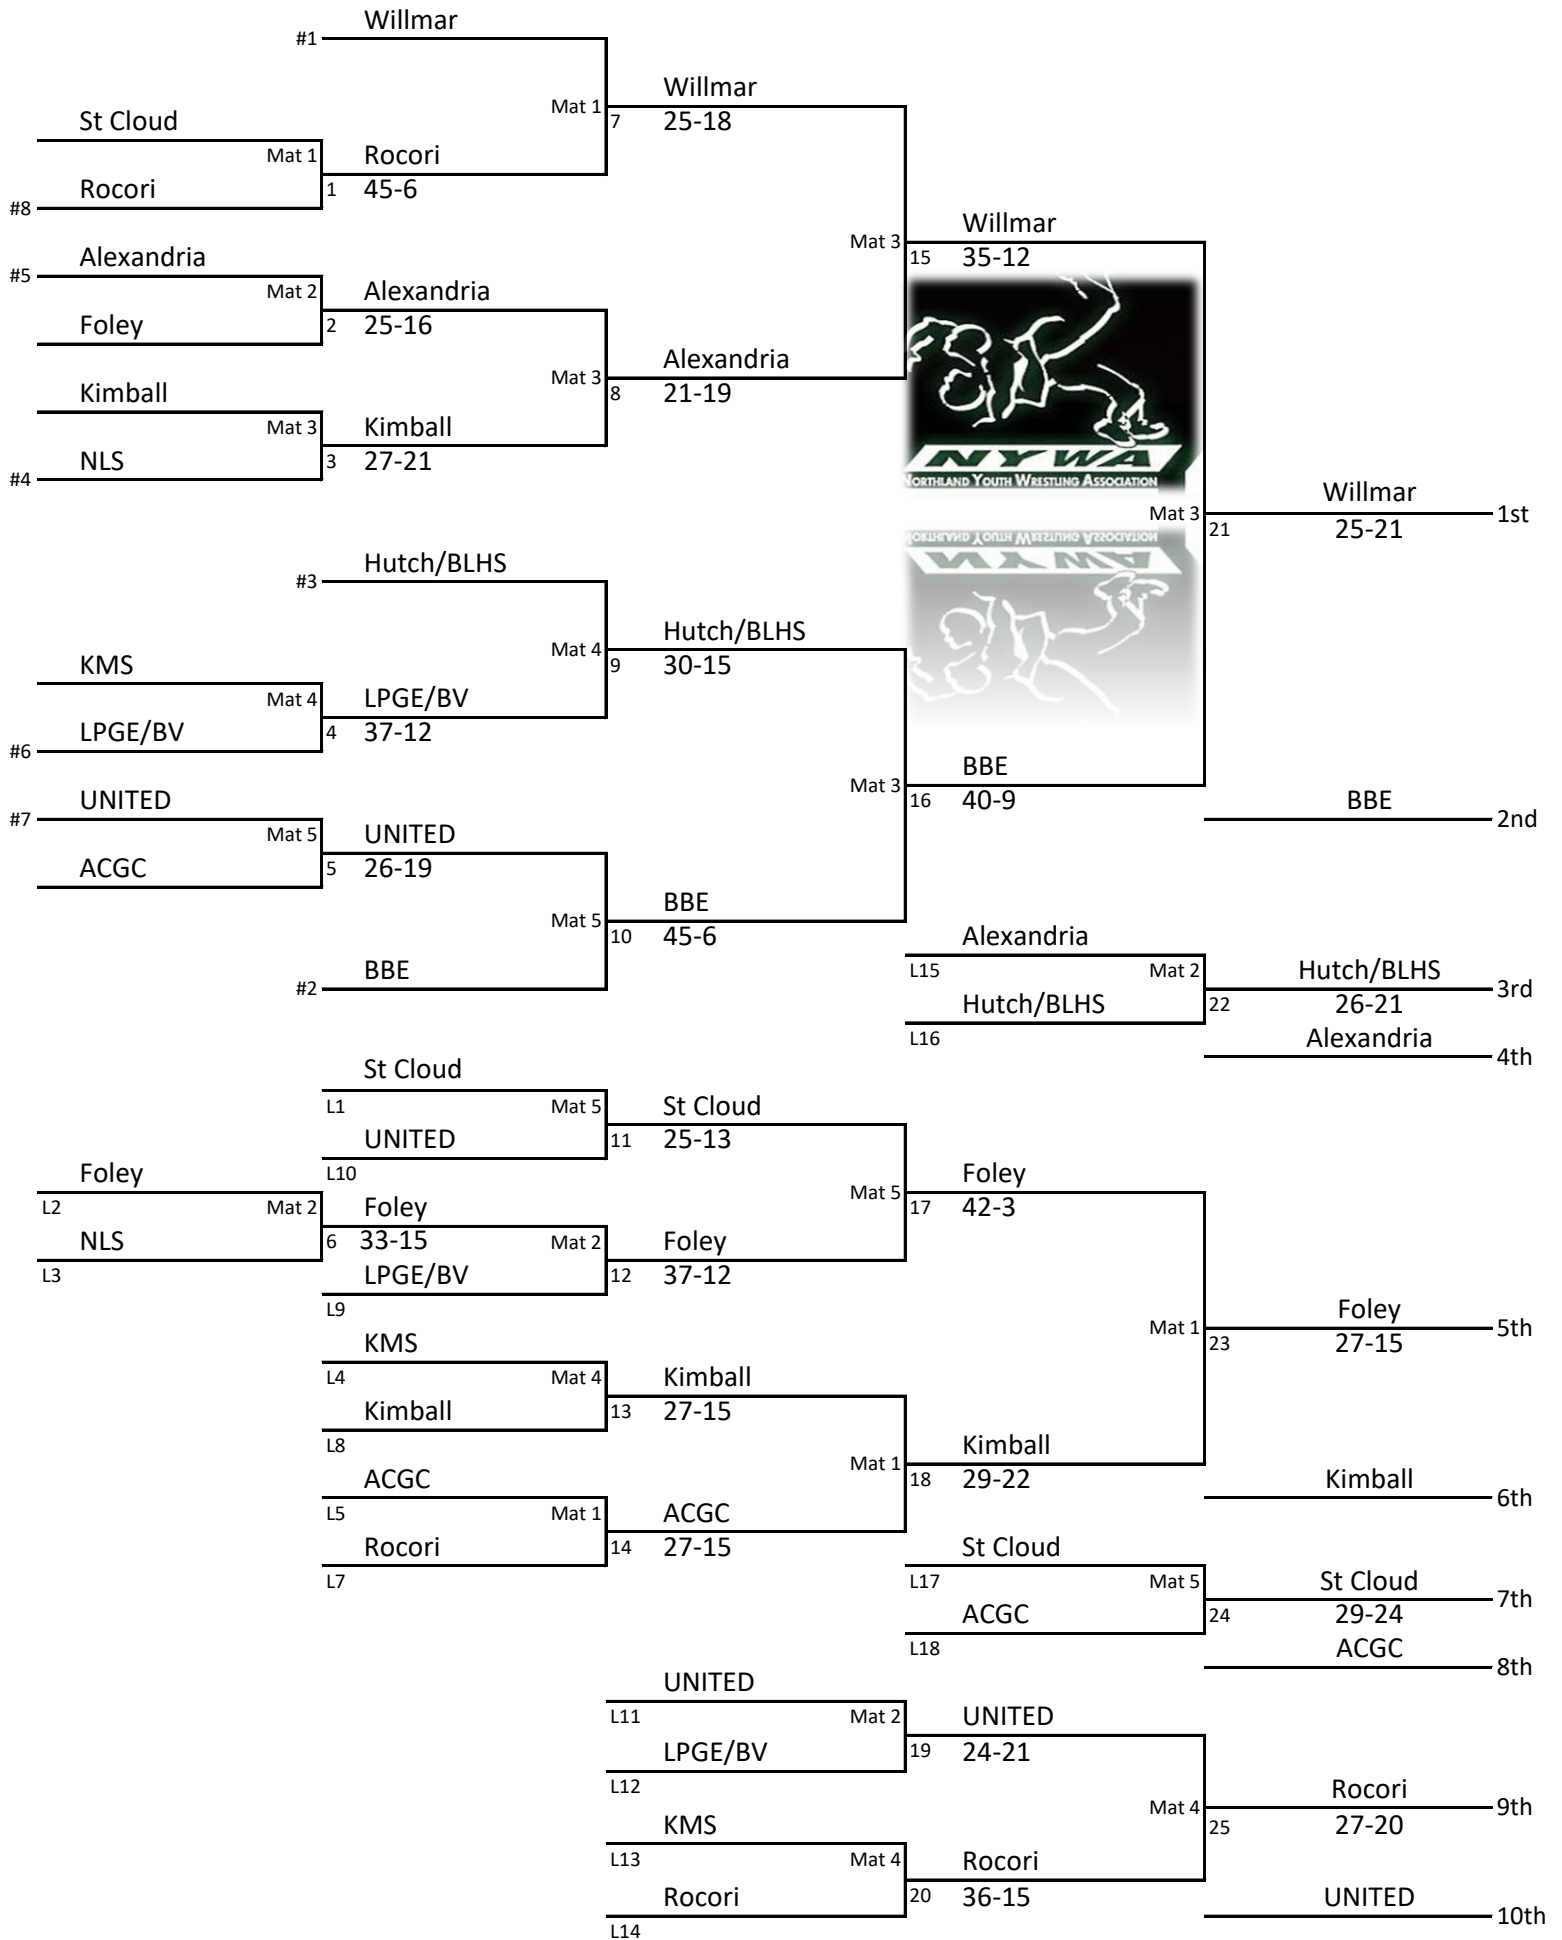 Willmar
#1
Willmar
Mat 1
7
25-18
St Cloud
Mat 1
Rocori
Rocori
1
45-6
#8
Willmar
Mat 3
15
35-12
Alexandria
#5
Mat 2
Alexandria
Foley
2
25-16
Alexandria
Mat 3
8
21-19
Kimball
Mat 3
Kimball
NLS
3
27-21
#4
NYWA
NORTHLAND YOUTH WRESTLING ASSOCIATION
Willmar
Mat 3
1st
21
25-21
Hutch/BLHS
#3
Hutch/BLHS
Mat 4
9
30-15
KMS
Mat 4
LPGE/BV
LPGE/BV
4
37-12
#6
BBE
Mat 3
16
40-9
UNITED
#7
Mat 5
UNITED
ACGC
5
26-19
BBE
2nd
BBE
Mat 5
10
45-6
BBE
#2
Alexandria
L15
Mat 2
Hutch/BLHS
3rd
Hutch/BLHS
22
26-21
L16
Alexandria
4th
St Cloud
L1
Mat 5
St Cloud
UNITED
11
25-13
L10
Foley
L2
Mat 2
Foley
NLS
6
33-15
L3
Mat 2
Foley
LPGE/BV
12
37-12
L9
Foley
Mat 5
17
42-3
KMS
L4
Mat 4
Kimball
Kimball
13
27-15
L8
Foley
Mat 1
5th
23
27-15
Kimball
Mat 1
18
29-22
ACGC
L5
Mat 1
ACGC
Rocori
14
27-15
L7
Kimball
6th
St Cloud
L17
Mat 5
St Cloud
7th
ACGC
24
29-24
L18
ACGC
8th
UNITED
L11
Mat 2
UNITED
LPGE/BV
19
24-21
L12
Rocori
Mat 4
9th
25
27-20
KMS
L13
Mat 4
Rocori
Rocori
20
36-15
L14
UNITED
10th